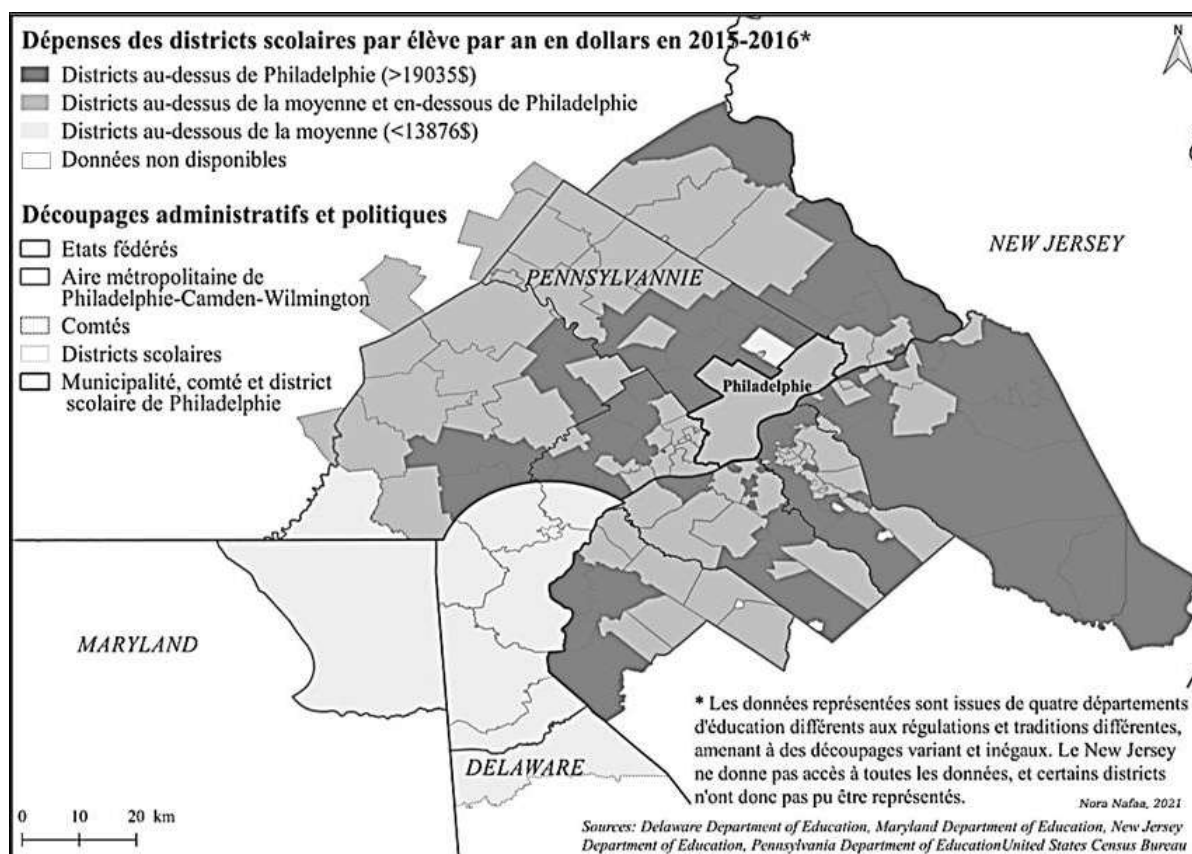 Dépenses des districts scolaires par élève par an en dollars en 2015-2016*
Districts au-dessus de Philadelphie (>19035$)
Districts au-dessus de la moyenne et en-dessous de Philadelphie
Districts au-dessous de la moyenne (<13876$)
Données non disponibles
Découpages administratifs et politiques
Etats fédérés
Aire métropolitaine de
Philadelphie-Camden-Wilmington
Comtés
Districts scolaires
Municipalité, comté et district
scolaire de Philadelphie
N
NEW JERSEY
PENNSYLVANNIE
Philadelphie
MARYLAND
DELAWARE
* Les données représentées sont issues de quatre départements
d'éducation différents aux régulations et traditions différentes,
amenant à des découpages variant et inégaux. Le New Jersey
ne donne pas accès à toutes les données, et certains districts
n'ont donc pas pu être représentés.
Nora Nafaa, 2021
0 10 20 km
Sources: Delaware Department of Education, Maryland Department of Education, New Jersey
Department of Education, Pennsylvania Department of EducationUnited States Census Bureau